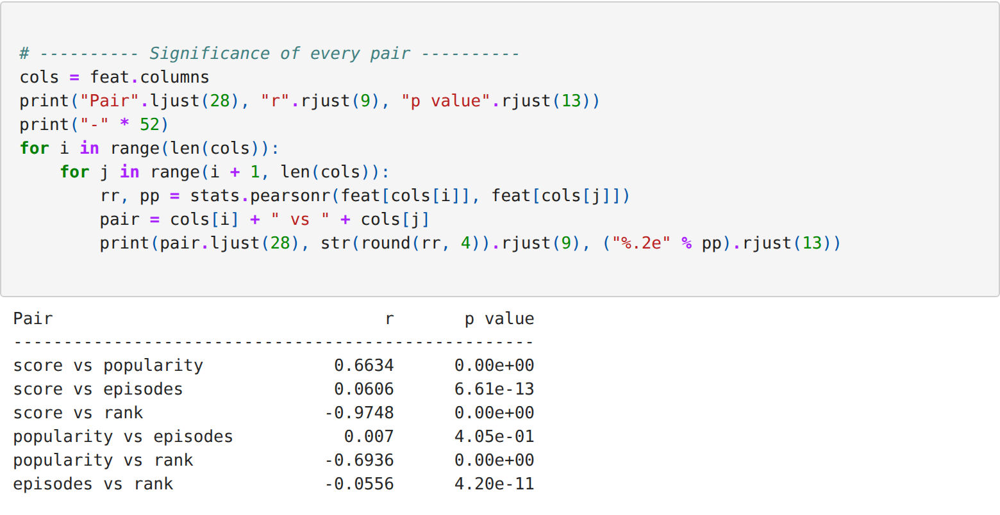 # ---------- Significance of every pair ----------
cols = feat.columns
print("Pair".ljust(28), "r".rjust(9), "p value".rjust(13))
print("-" * 52)
for i in range(len(cols)):
    for j in range(i + 1, len(cols)):
        rr, pp = stats.pearsonr(feat[cols[i]], feat[cols[j]])
        pair = cols[i] + " vs " + cols[j]
        print(pair.ljust(28), str(round(rr, 4)).rjust(9), ("%.2e" % pp).rjust(13))
Pair                                 r       p value
----------------------------------------------------
score vs popularity             0.6634      0.00e+00
score vs episodes               0.0606      6.61e-13
score vs rank                  -0.9748      0.00e+00
popularity vs episodes           0.007      4.05e-01
popularity vs rank             -0.6936      0.00e+00
episodes vs rank               -0.0556      4.20e-11